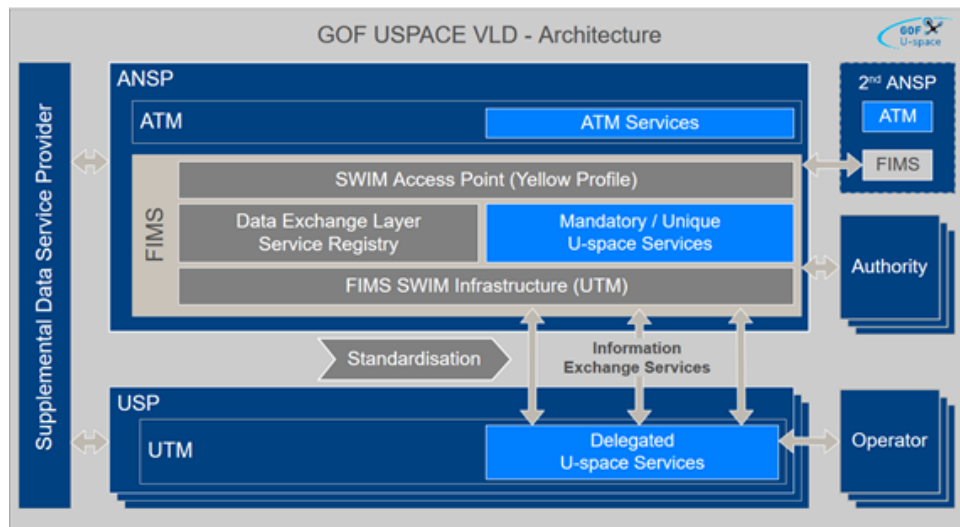 GOF USPACE VLD - Architecture
GOF
U-space
Supplemental Data Service Provider
ANSP
ATM
ATM Services
FIMS
SWIM Access Point (Yellow Profile)
Data Exchange Layer
Service Registry
Mandatory / Unique
U-space Services
FIMS SWIM Infrastructure (UTM)
2nd ANSP
ATM
FIMS
Authority
Standardisation
Information
Exchange Services
USP
UTM
Delegated
U-space Services
Operator